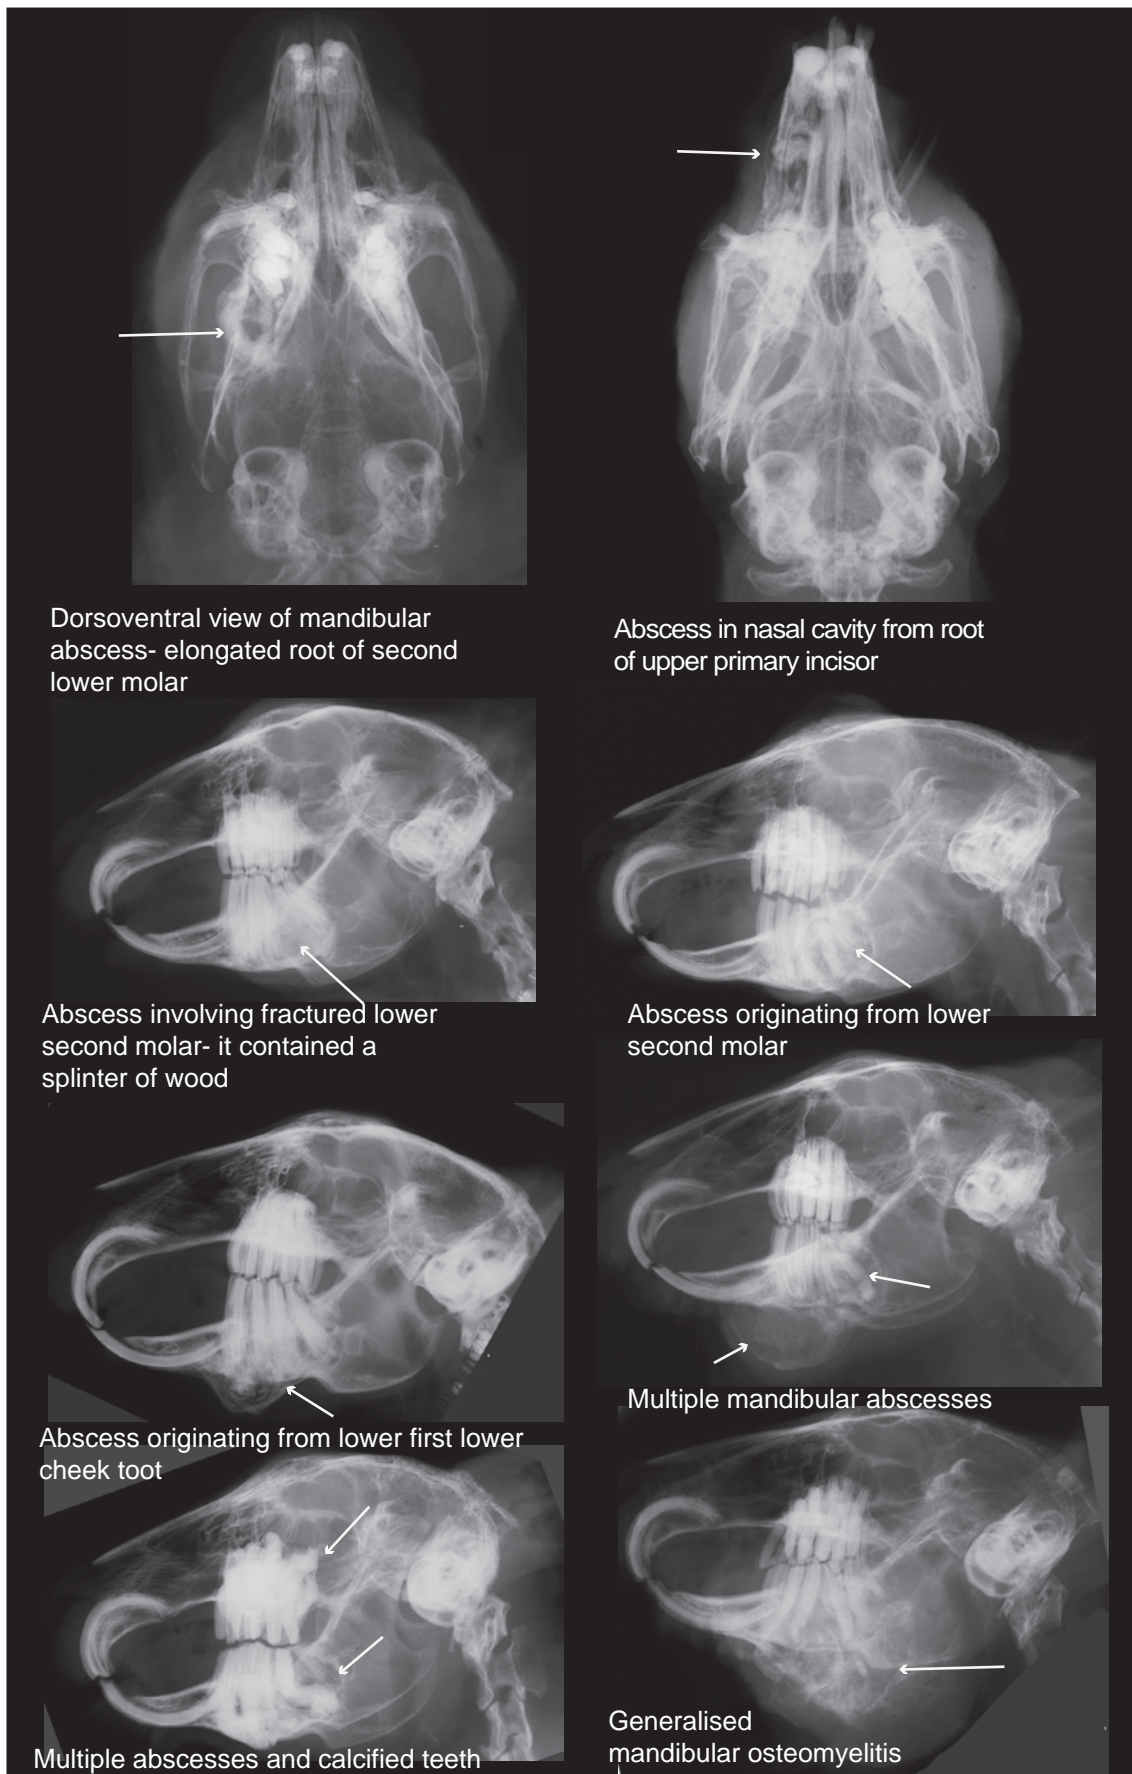 Dorsoventral view of mandibular
abscess- elongated root of second
lower molar
Abscess in nasal cavity from root
of upper primary incisor
Abscess involving fractured lower
second molar- it contained a
splinter of wood
Abscess originating from lower
second molar
Abscess originating from lower first lower
cheek toot
Multiple mandibular abscesses
Multiple abscesses and calcified teeth
Generalised
mandibular osteomyelitis